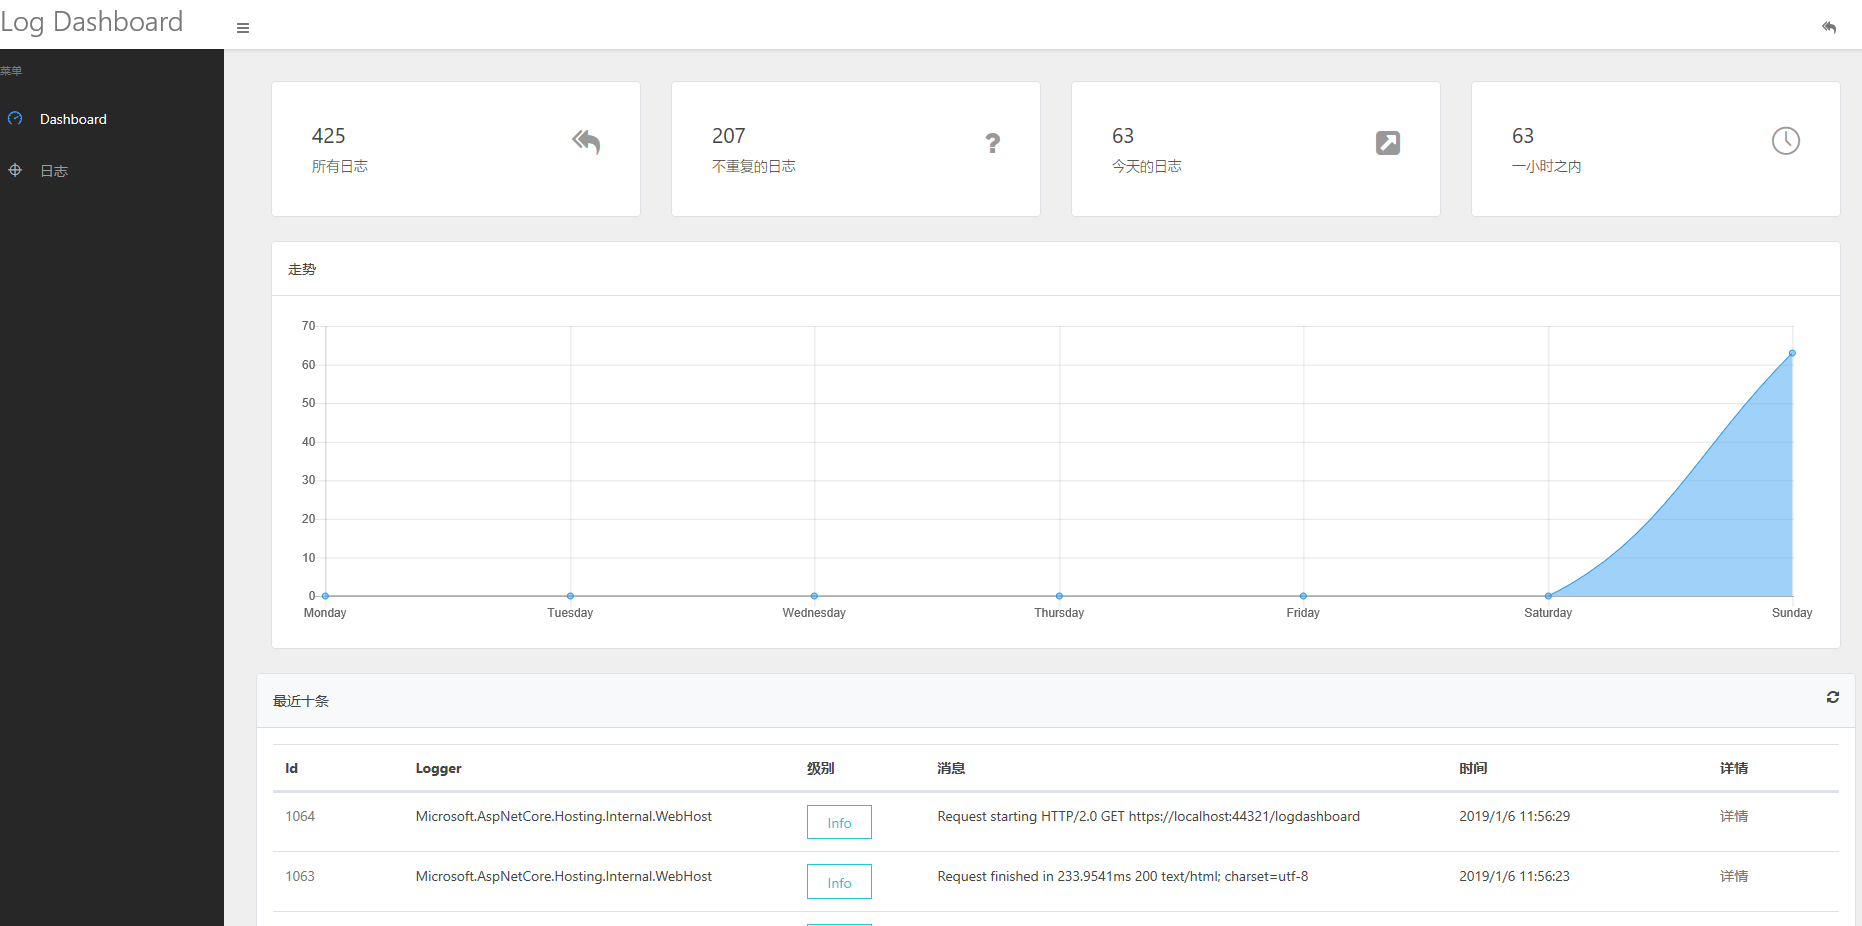 Log Dashboard
菜单
Dashboard
日志
425
所有日志
207
不重复的日志
63
今天的日志
63
一小时之内
走势
70
60
50
40
30
20
10
0
Monday Tuesday Wednesday Thursday Friday Saturday Sunday
最近十条
Id Logger 级别 消息 时间 详情
1064 Microsoft.AspNetCore.Hosting.Internal.WebHost Info Request starting HTTP/2.0 GET https://localhost:44321/logdashboard 2019/1/6 11:56:29 详情
1063 Microsoft.AspNetCore.Hosting.Internal.WebHost Info Request finished in 233.9541ms 200 text/html; charset=utf-8 2019/1/6 11:56:23 详情